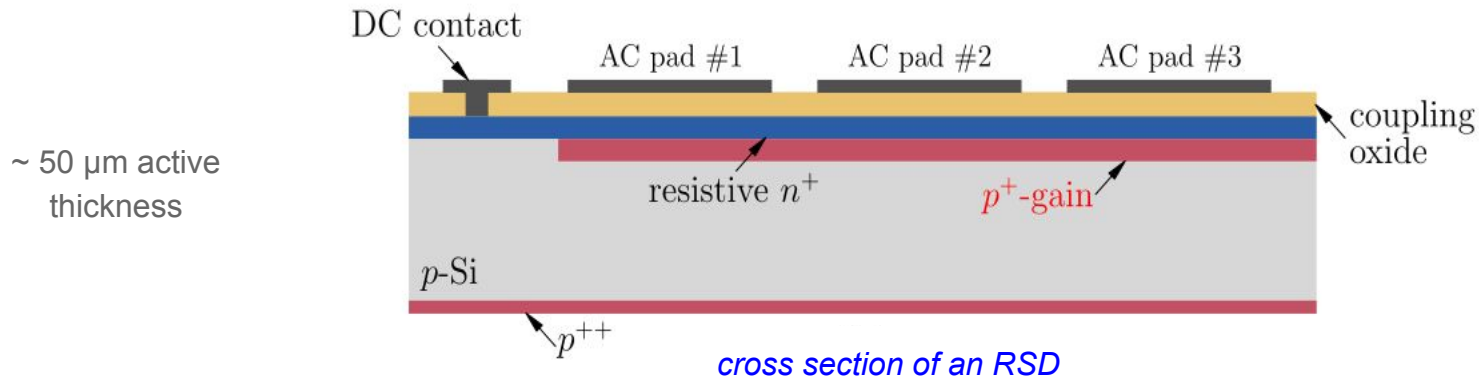 DC contact
AC pad #1
AC pad #2
AC pad #3
coupling
oxide
~ 50 µm active
thickness
resistive n⁺
p⁺-gain
p-Si
p⁺⁺
cross section of an RSD